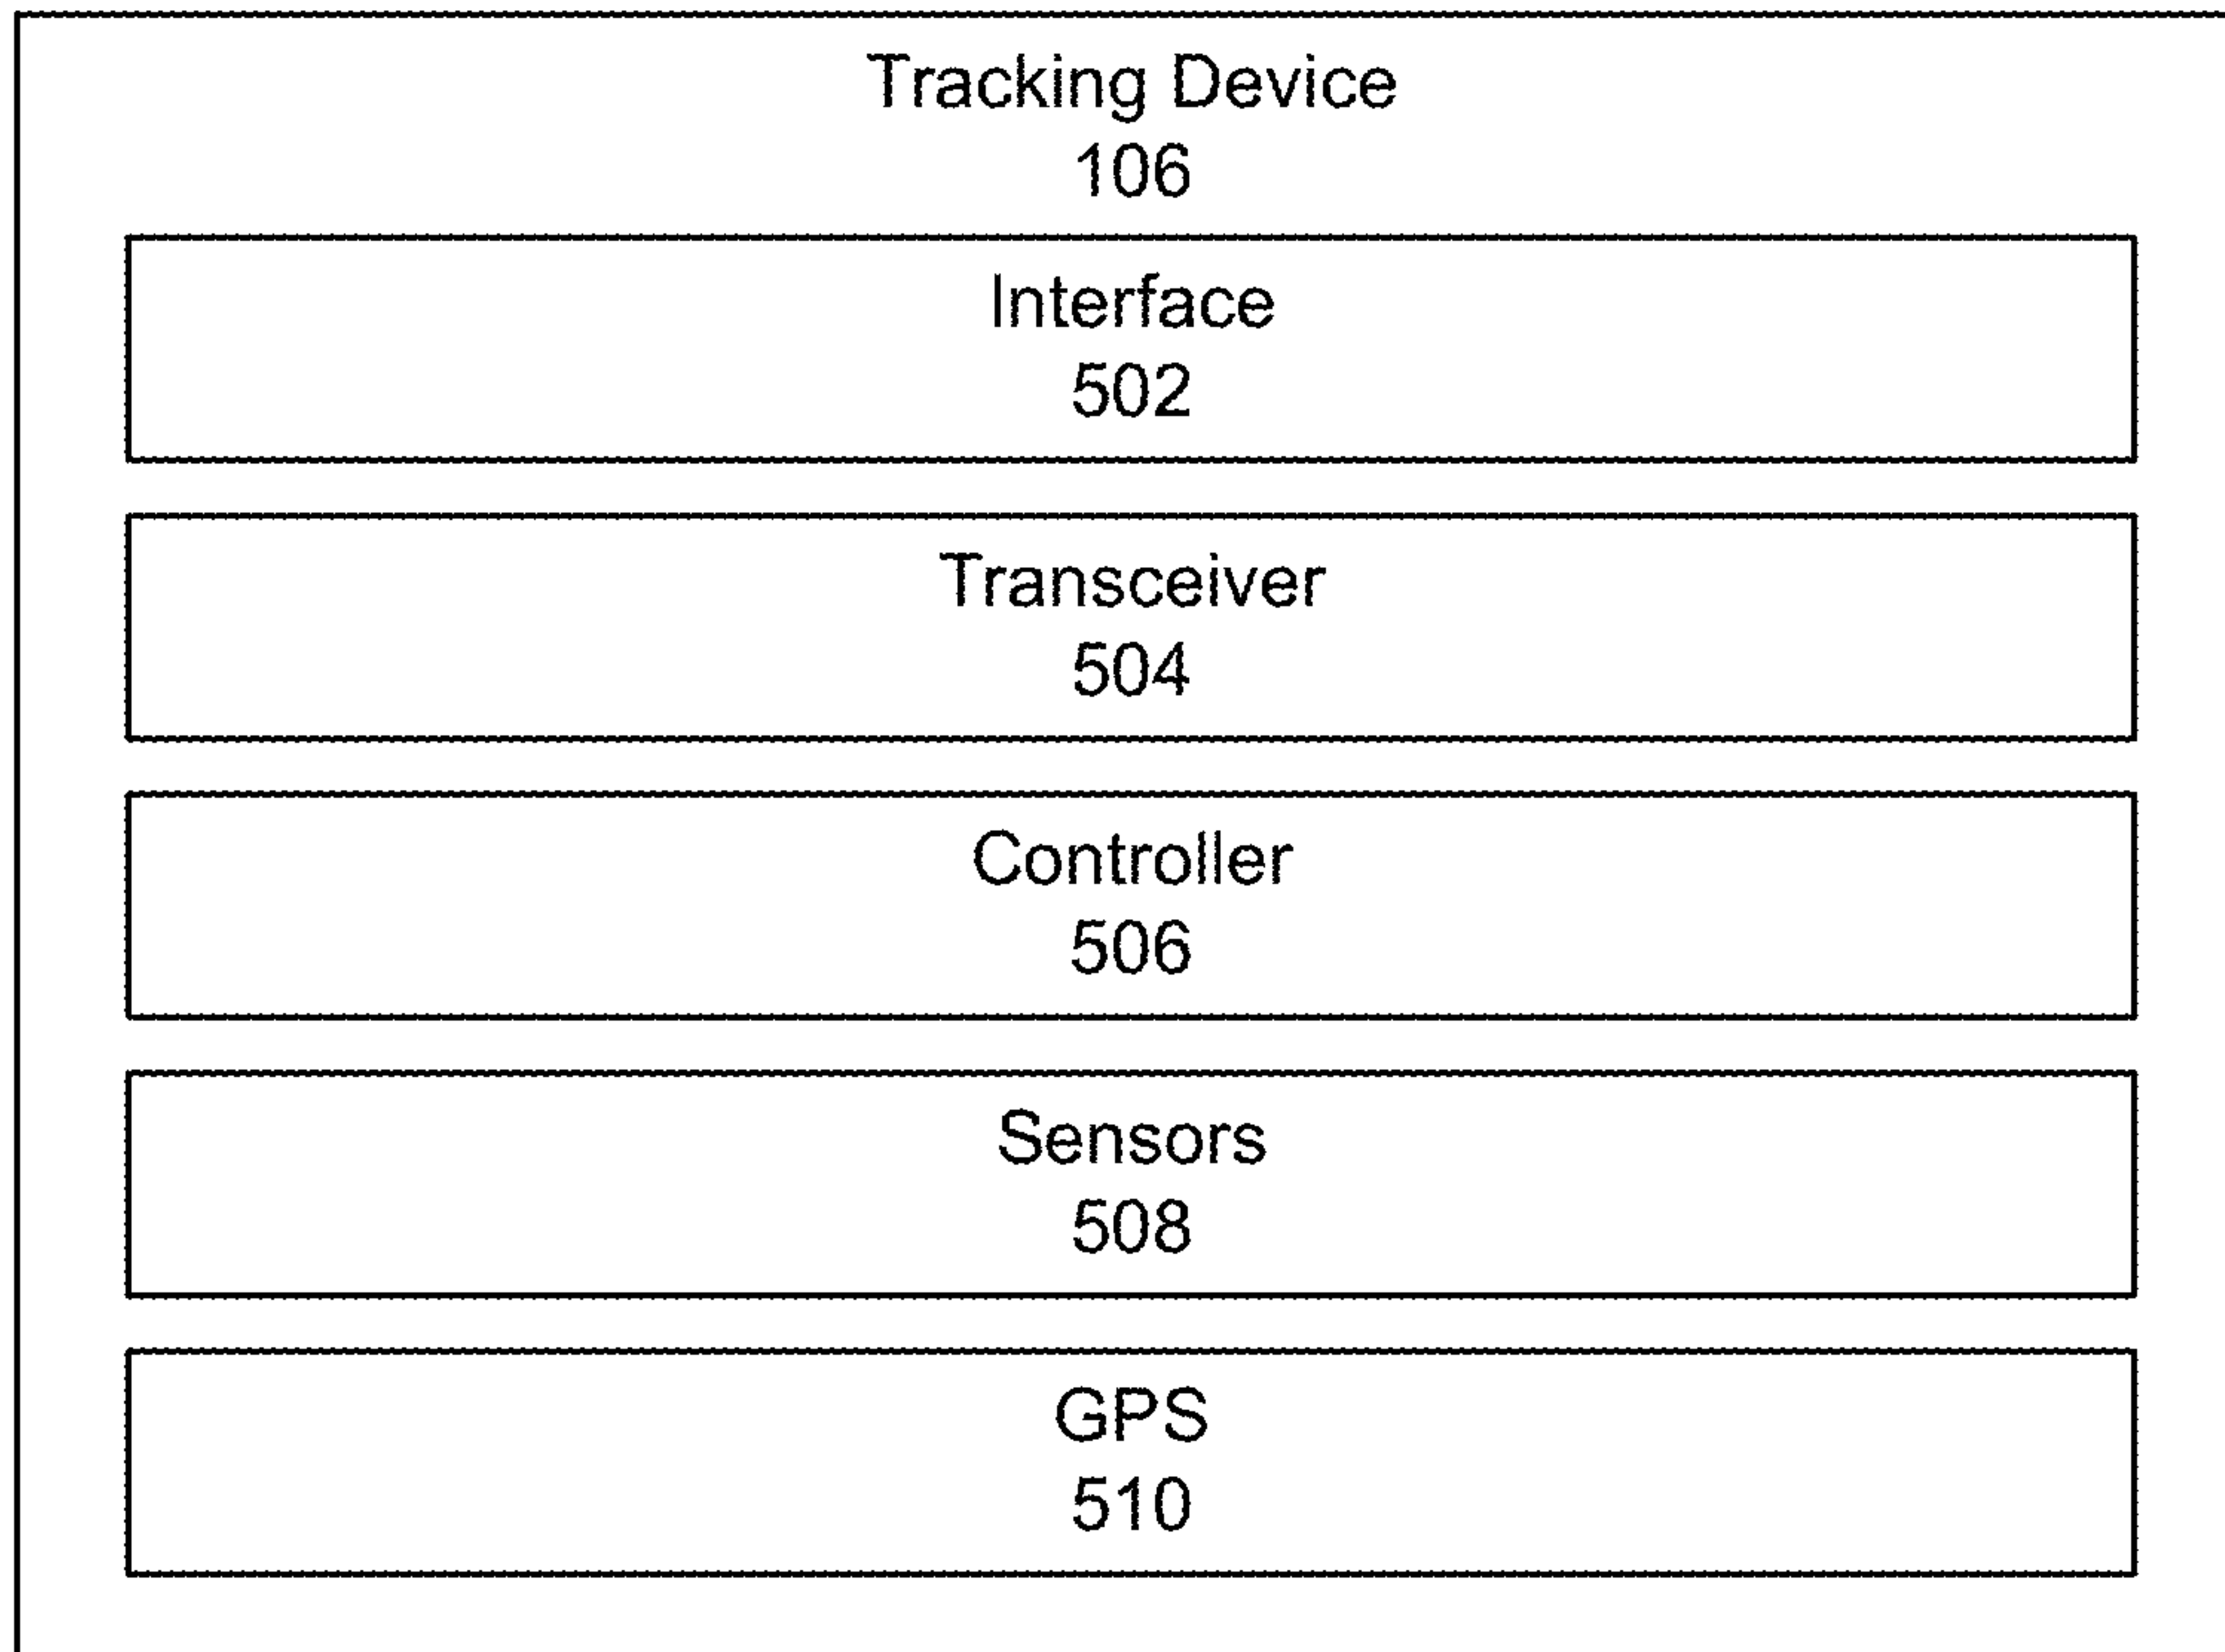 Tracking Device
106
Interface
502
Transceiver
504
Controller
506
Sensors
508
GPS
510